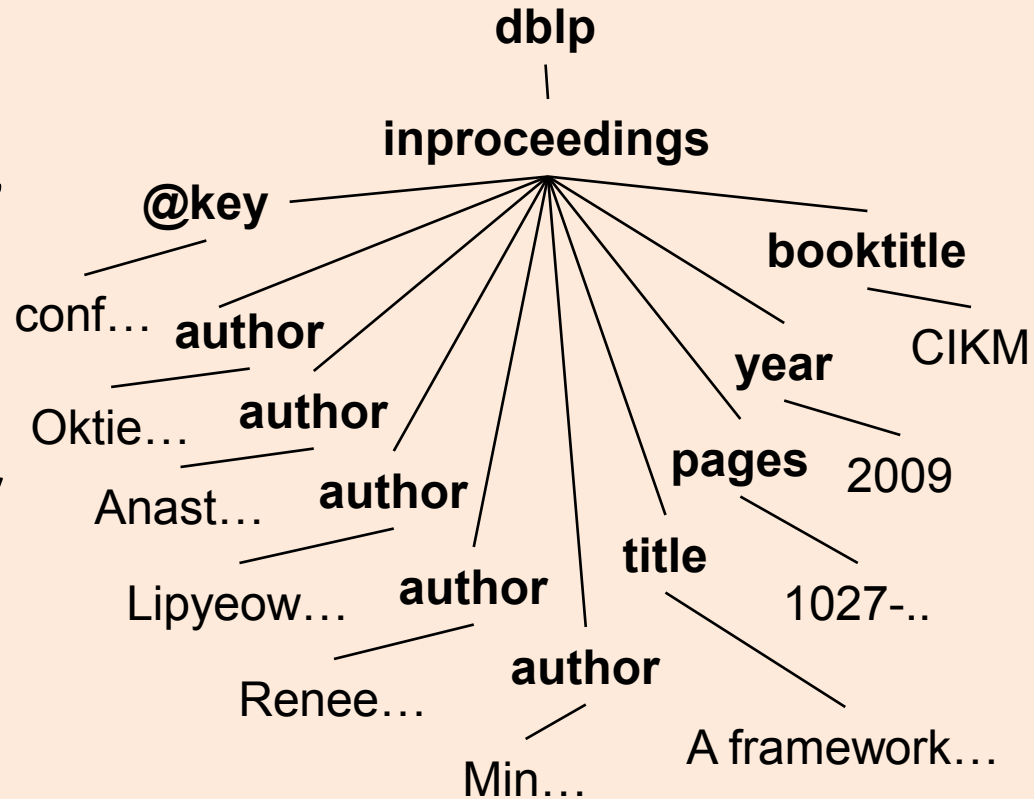 dblp
inproceedings
@key
booktitle
conf…
author
CIKM
year
Oktie…
author
pages
2009
Anast…
author
title
Lipyeow…
author
1027-..
Renee…
author
A framework…
Min…